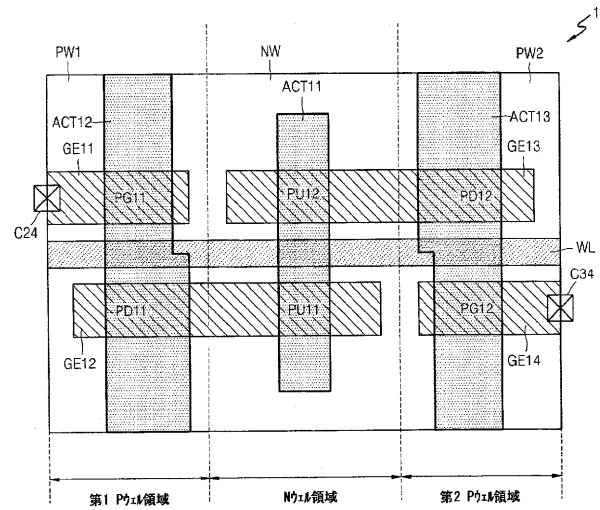 1
PW1
NW
PW2
ACT11
ACT12
ACT13
GE11
GE13
PG11
PU12
PD12
C24
WL
C34
PD11
PU11
PG12
GE12
GE14
第1 Pウェル領域
Nウェル領域
第2 Pウェル領域